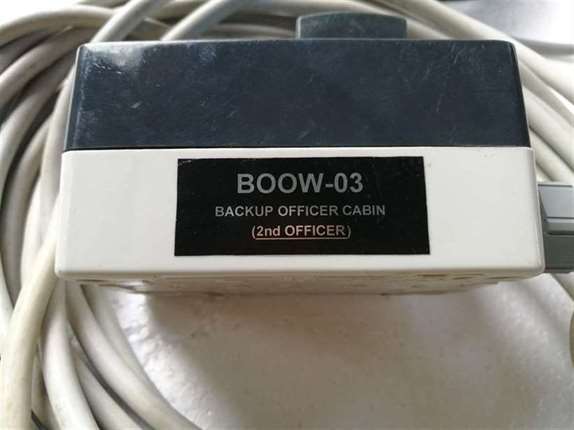 BOOW-03
BACKUP OFFICER CABIN
(2nd OFFICER)